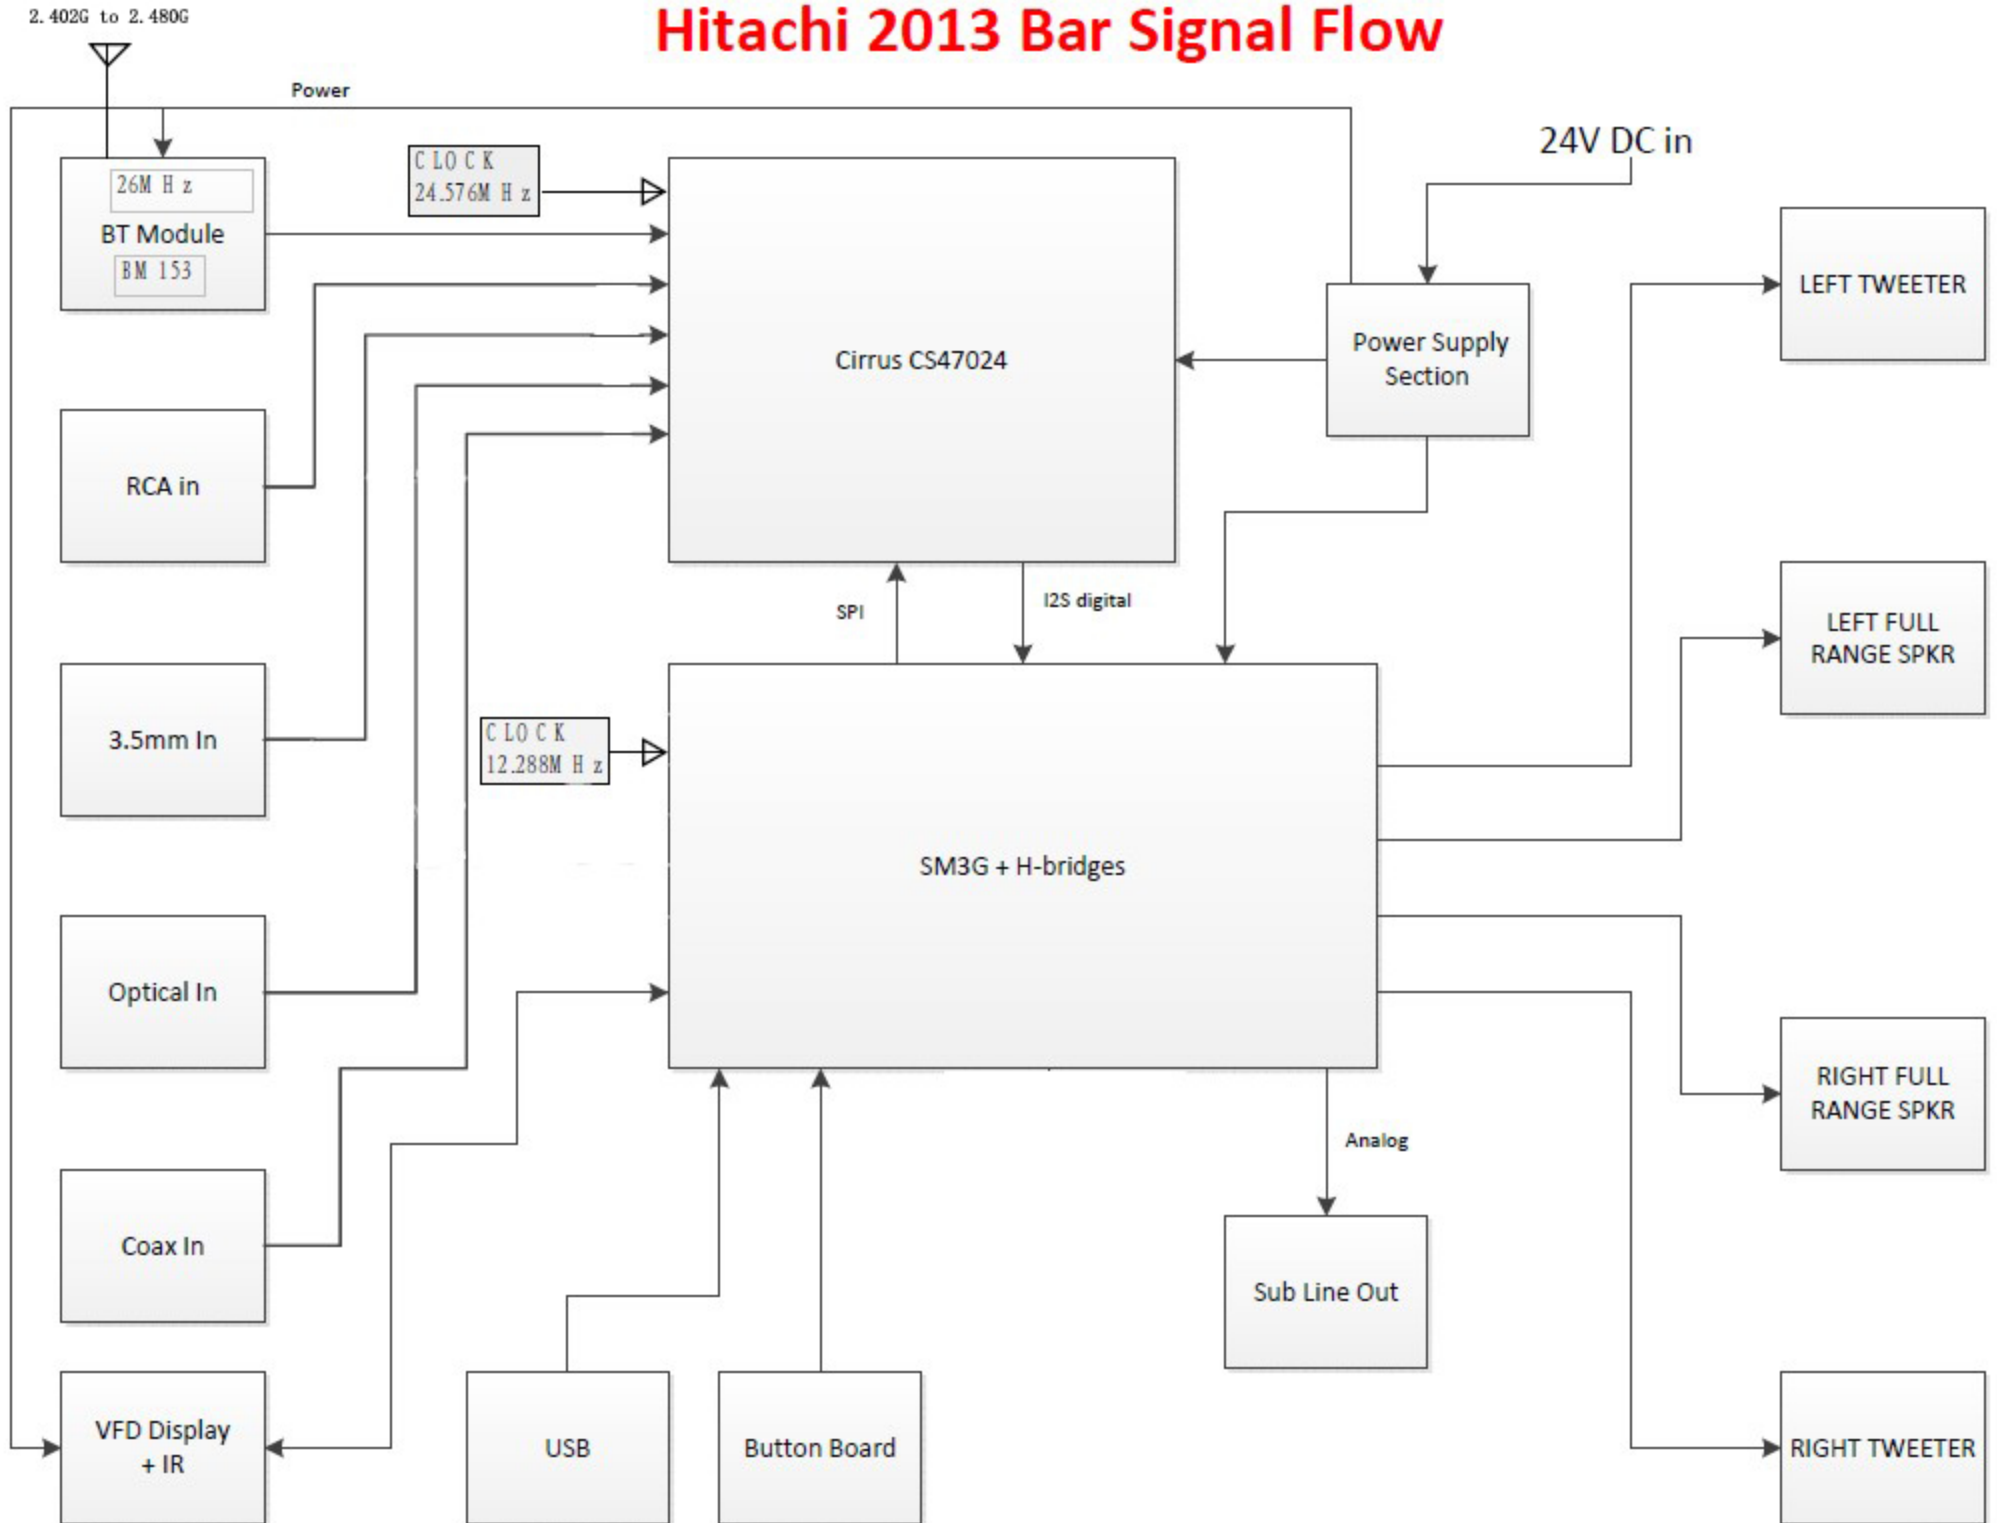 2.402G to 2.480G
Hitachi 2013 Bar Signal Flow
Power
24V DC in
CLOCK
24.576MHz
26MHz
BT Module
BM 153
LEFT TWEETER
Cirrus CS47024
Power Supply
Section
RCA in
SPI
I2S digital
LEFT FULL
RANGE SPKR
3.5mm In
CLOCK
12.288MHz
SM3G + H-bridges
Optical In
RIGHT FULL
RANGE SPKR
Analog
Coax In
Sub Line Out
VFD Display
+ IR
USB
Button Board
RIGHT TWEETER